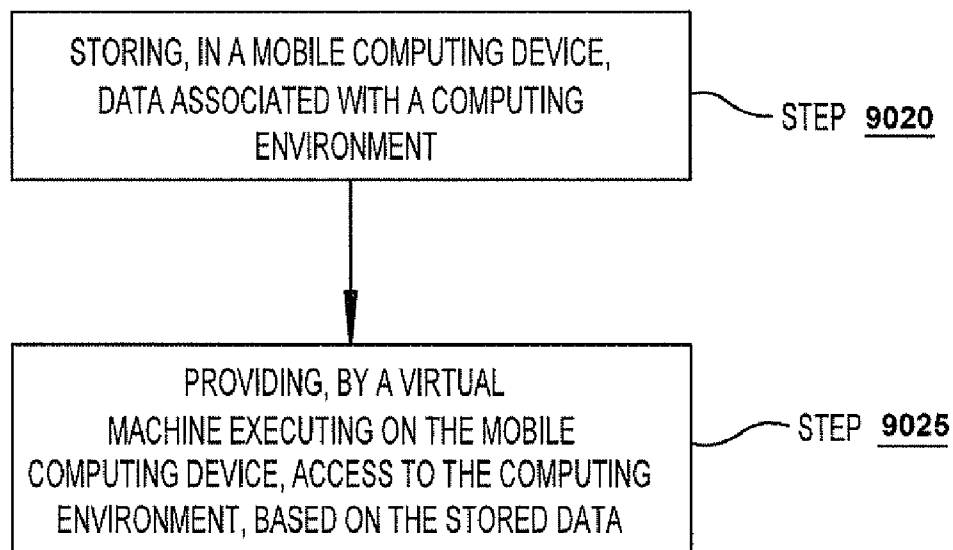 STORING, IN A MOBILE COMPUTING DEVICE,
DATA ASSOCIATED WITH A COMPUTING
ENVIRONMENT
STEP 9020
PROVIDING, BY A VIRTUAL
MACHINE EXECUTING ON THE MOBILE
COMPUTING DEVICE, ACCESS TO THE COMPUTING
ENVIRONMENT, BASED ON THE STORED DATA
STEP 9025